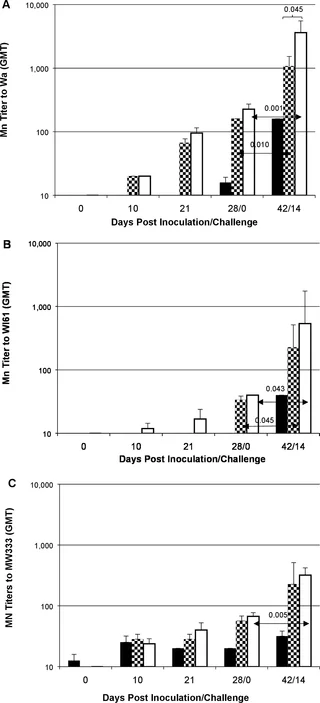 A
0.045
10,000
1,000
100
10
Mn Titer to Wa (GMT)
0.001
0.010
0 10 21 28/0 42/14
Days Post Inoculation/Challenge
B
10,000
1,000
100
10
Mn Titer to WI61 (GMT)
0.043
0.045
0 10 21 28/0 42/14
Days Post Inoculation/Challenge
C
10,000
1,000
100
10
MN Titers to MW333 (GMT)
0.005
0 10 21 28/0 42/14
Days Post Inoculation/Challenge